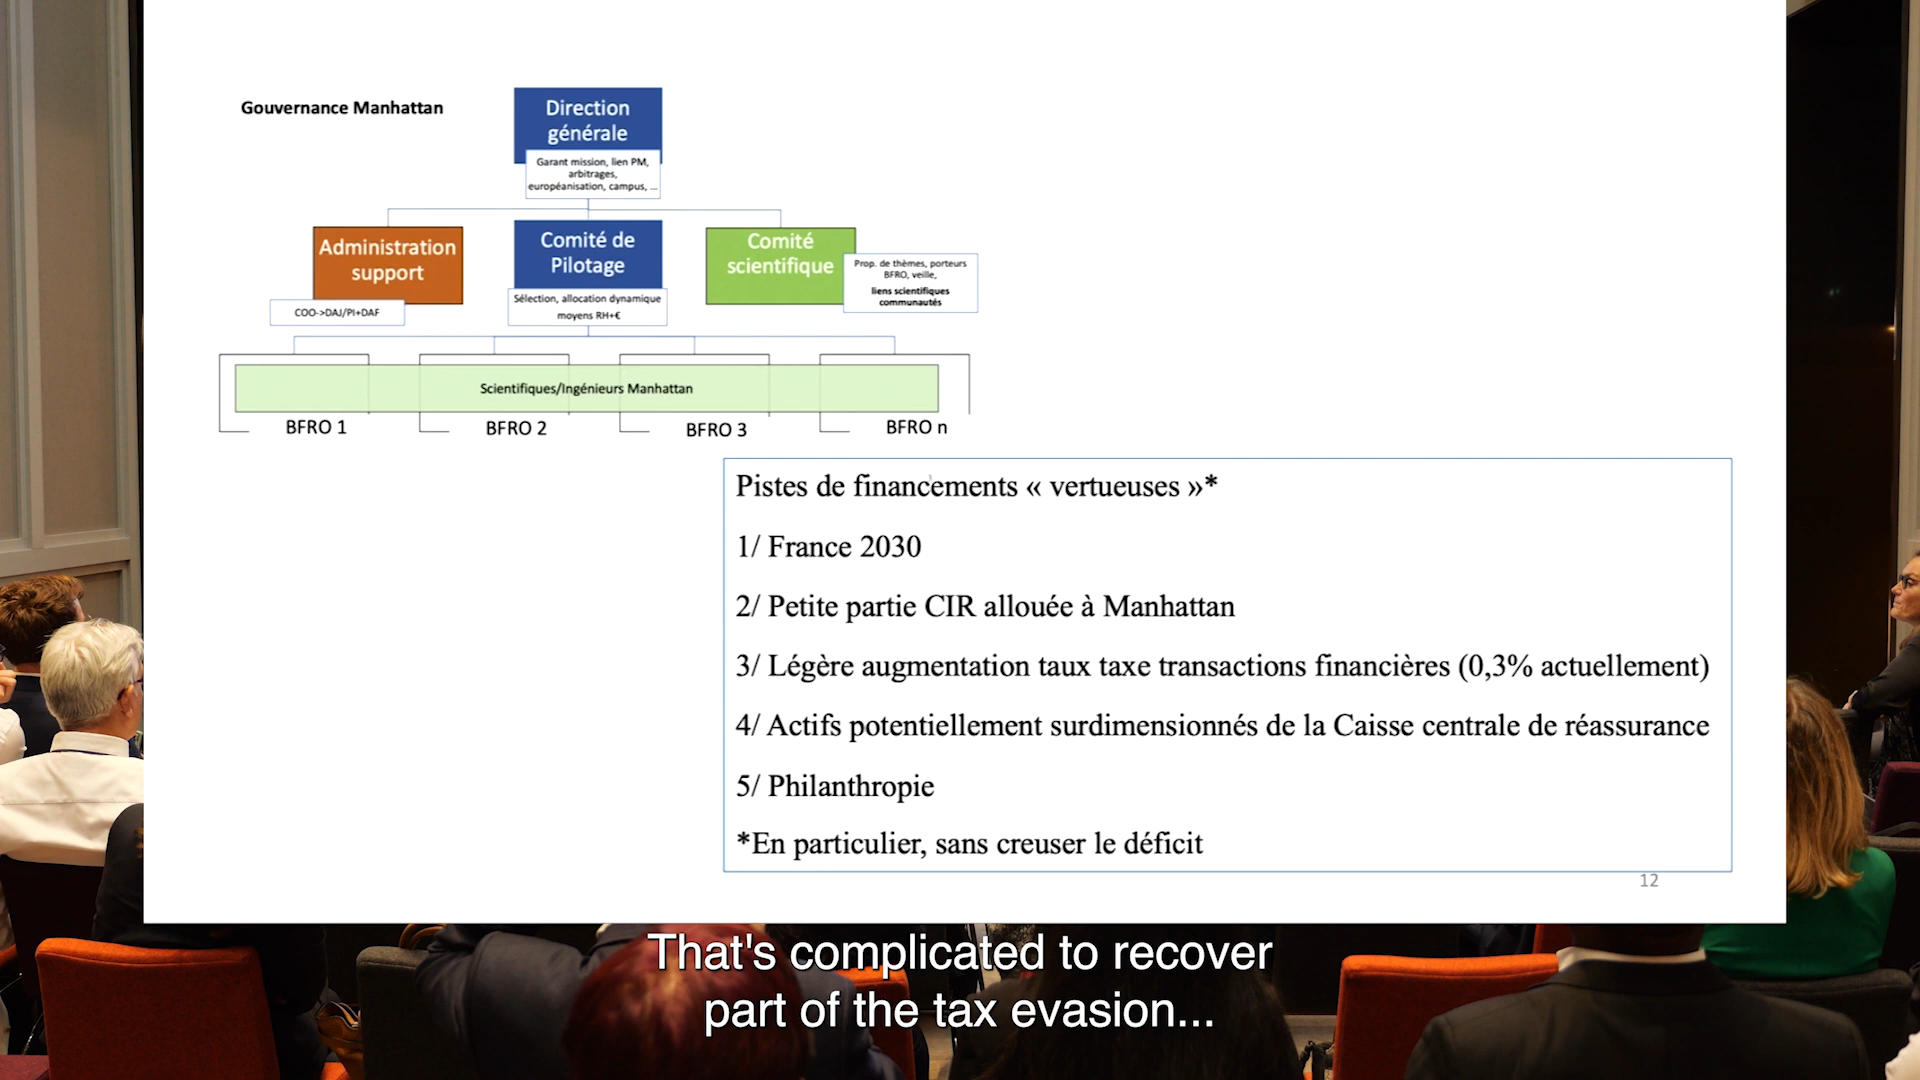 Gouvernance Manhattan
Direction
générale
Garant mission, lien PM,
arbitrages,
européanisation, campus, ...
Administration
support
COO->DAJ/PI+DAF
Comité de
Pilotage
Sélection, allocation dynamique
moyens RH+€
Comité
scientifique
Prop. de thèmes, porteurs
BFRO, veille,
liens scientifiques
communautés
Scientifiques/Ingénieurs Manhattan
BFRO 1
BFRO 2
BFRO 3
BFRO n
Pistes de financements « vertueuses »*
1/ France 2030
2/ Petite partie CIR allouée à Manhattan
3/ Légère augmentation taux taxe transactions financières (0,3% actuellement)
4/ Actifs potentiellement surdimensionnés de la Caisse centrale de réassurance
5/ Philanthropie
*En particulier, sans creuser le déficit
12
That's complicated to recover
part of the tax evasion...